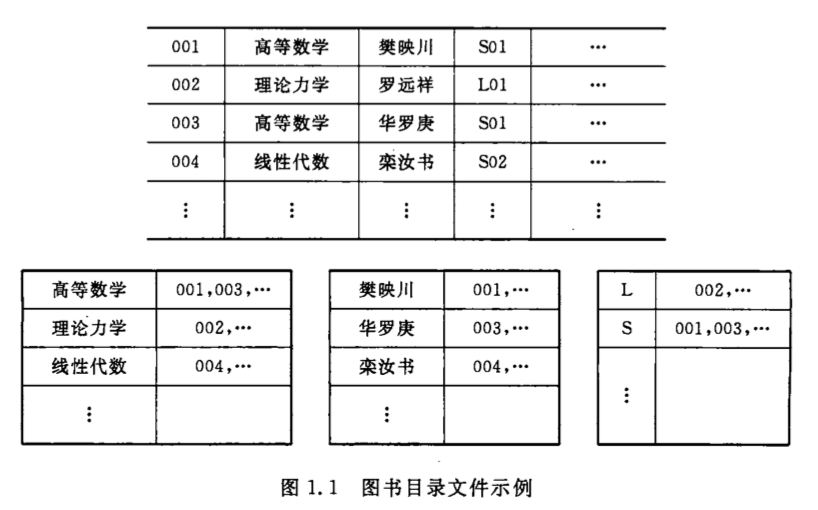 001 高等数学 樊映川 S01 …
002 理论力学 罗远祥 L01 …
003 高等数学 华罗庚 S01 …
004 线性代数 栾汝书 S02 …
⋮ ⋮ ⋮ ⋮ ⋮
高等数学 001,003,…
理论力学 002,…
线性代数 004,…
⋮
樊映川 001,…
华罗庚 003,…
栾汝书 004,…
⋮
L 002,…
S 001,003,…
⋮
图 1.1 图书目录文件示例